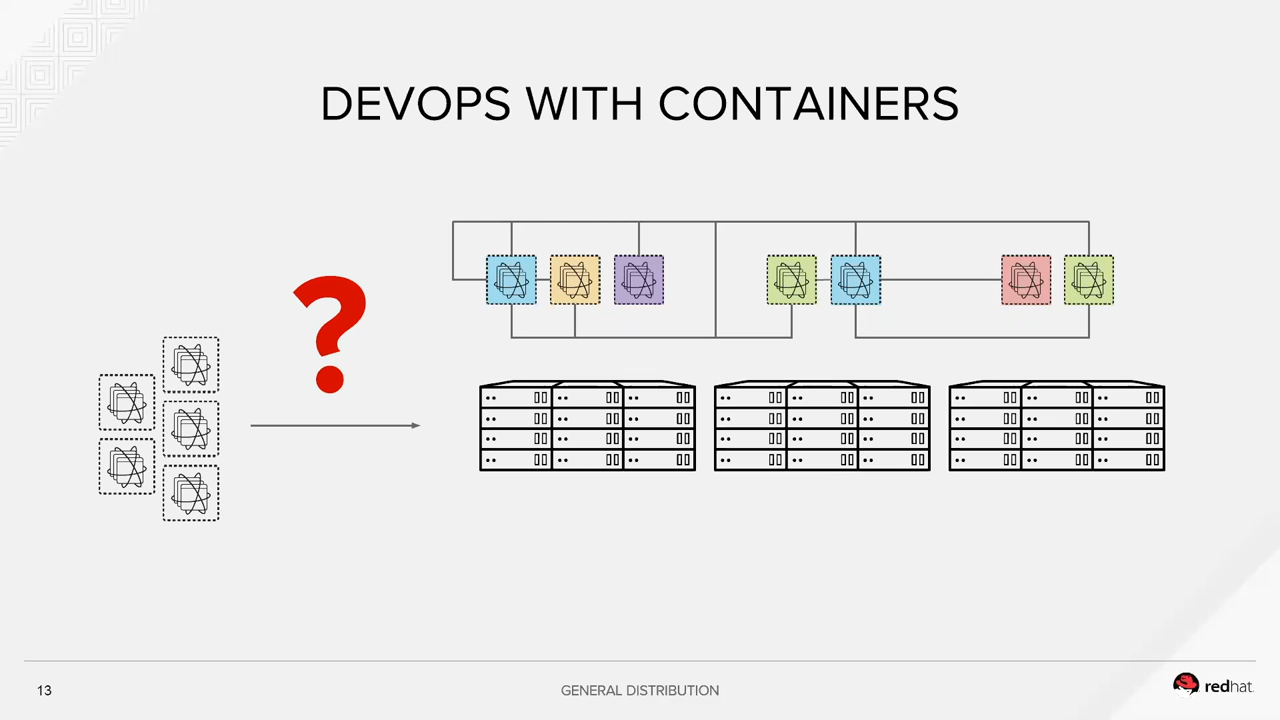 DEVOPS WITH CONTAINERS
?
13
GENERAL DISTRIBUTION
redhat.